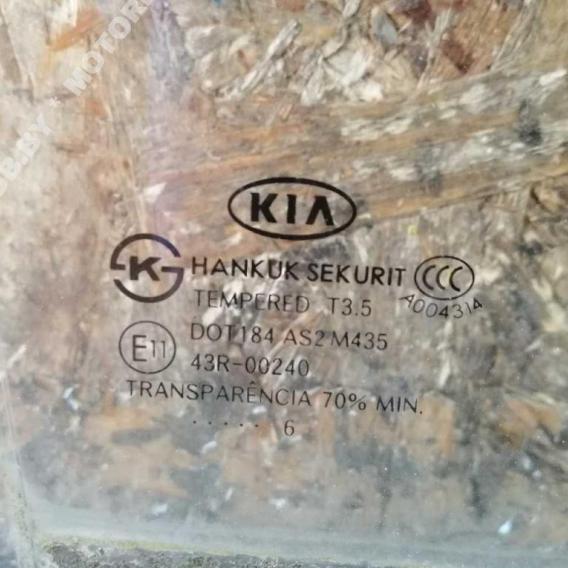 KIA
K HANKUK SEKURIT CCC
TEMPERED T3.5 A004314
DOT184 AS2 M435
E11 43R-00240
TRANSPARÊNCIA 70% MIN.
..... 6